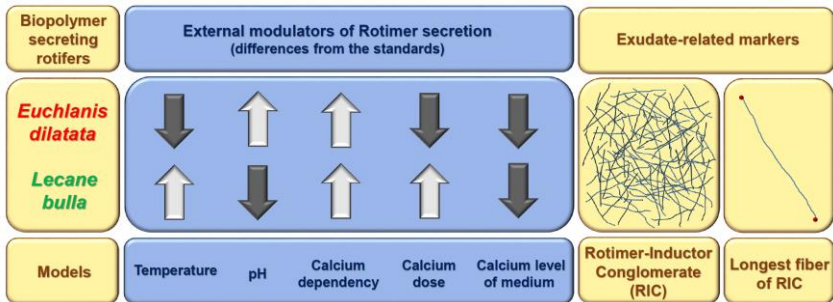 Biopolymer
secreting
rotifers
External modulators of Rotimer secretion
(differences from the standards)
Exudate-related markers
Euchlanis
dilatata
Lecane
bulla
Models
Temperature
pH
Calcium
dependency
Calcium
dose
Calcium level
of medium
Rotimer-Inductor
Conglomerate
(RIC)
Longest fiber
of RIC